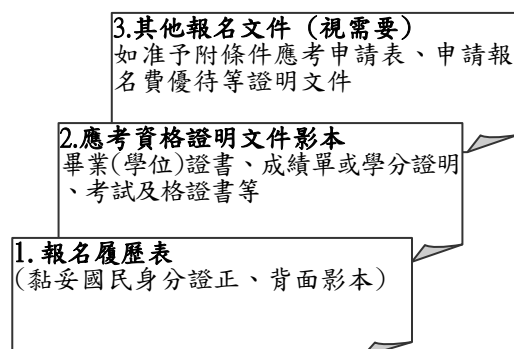 3.其他報名文件（視需要）
如准予附條件應考申請表、申請報
名費優待等證明文件
2.應考資格證明文件影本
畢業(學位)證書、成績單或學分證明
、考試及格證書等
1.報名履歷表
(黏妥國民身分證正、背面影本)